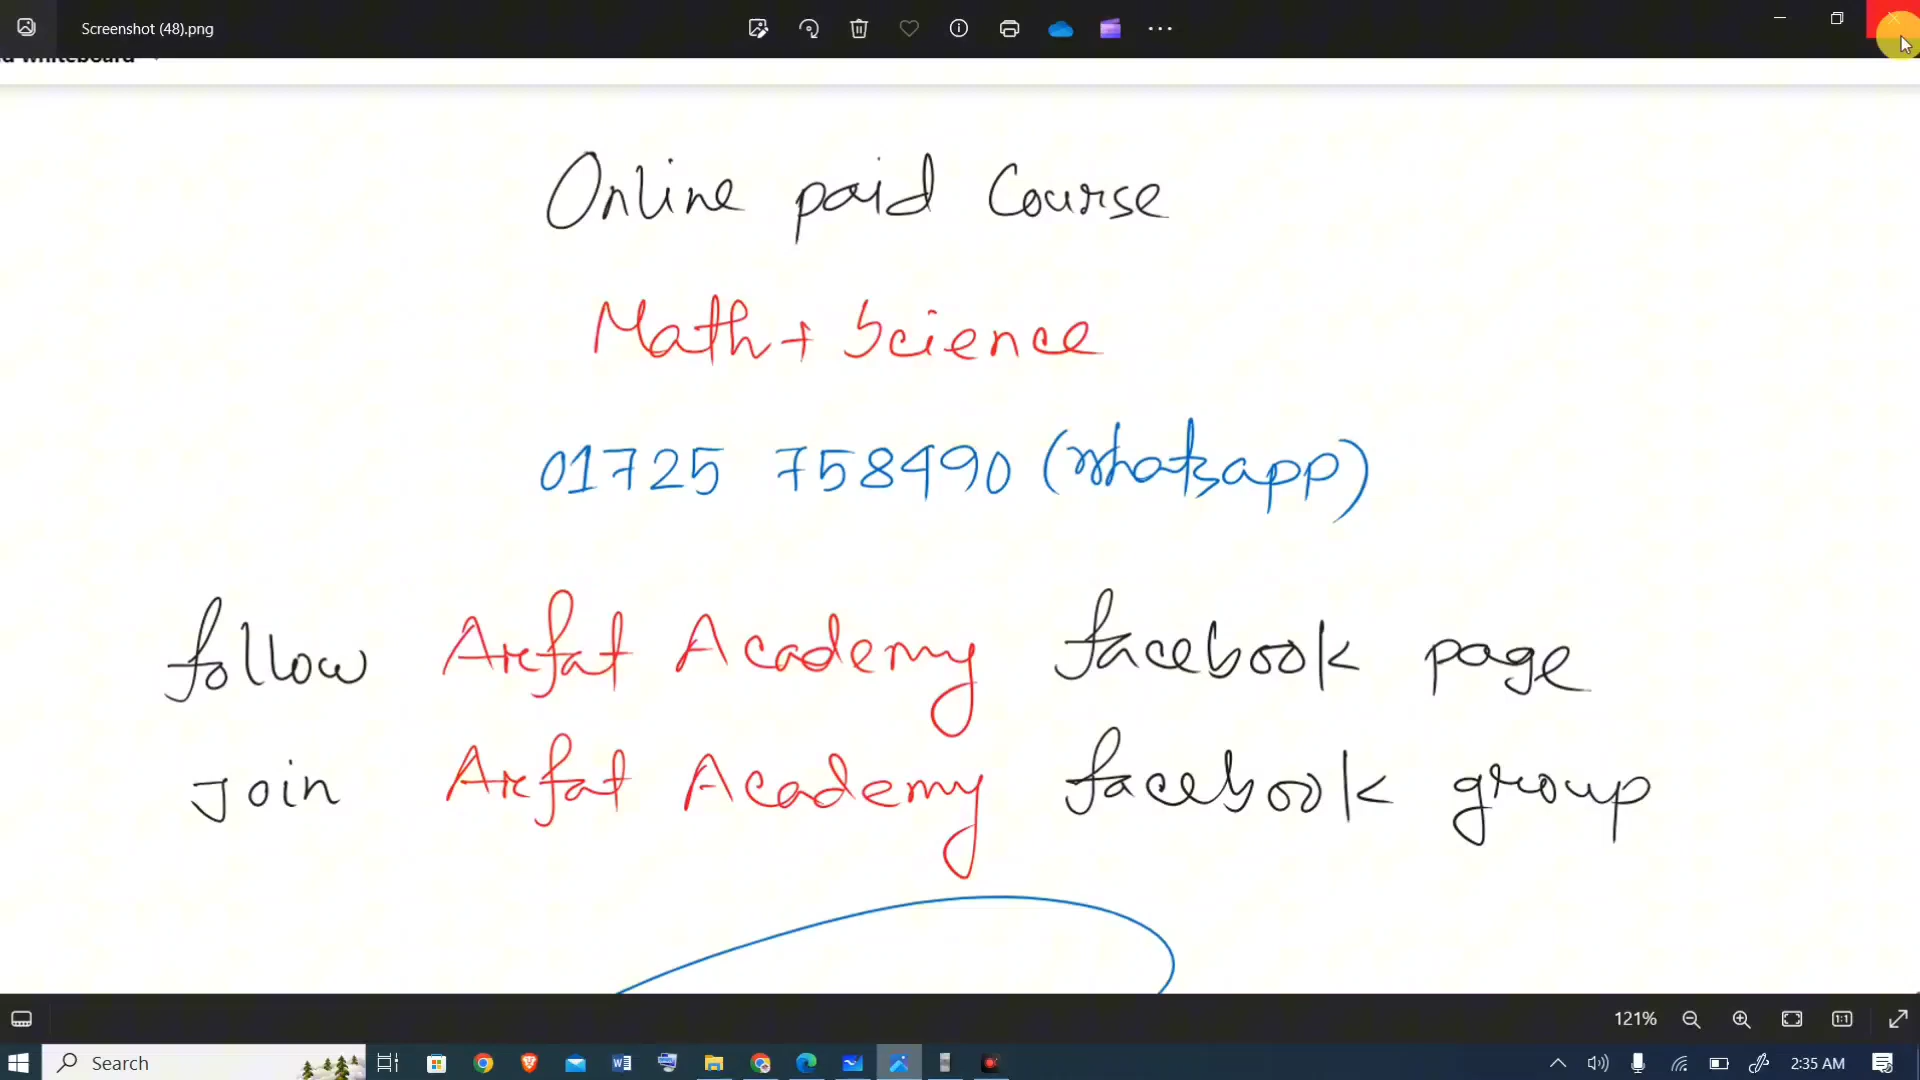 Screenshot (48).png
Online paid Course
Math + Science
01725 758490 (whatsapp)
follow Arfat Academy facebook page
join Arfat Academy facebook group
121%
Search
2:35 AM